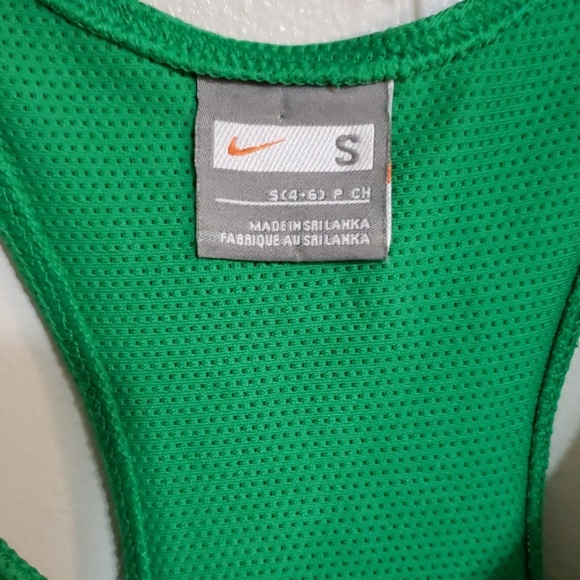 S
S(4-6) P CH
MADE IN SRI LANKA
FABRIQUE AU SRI LANKA